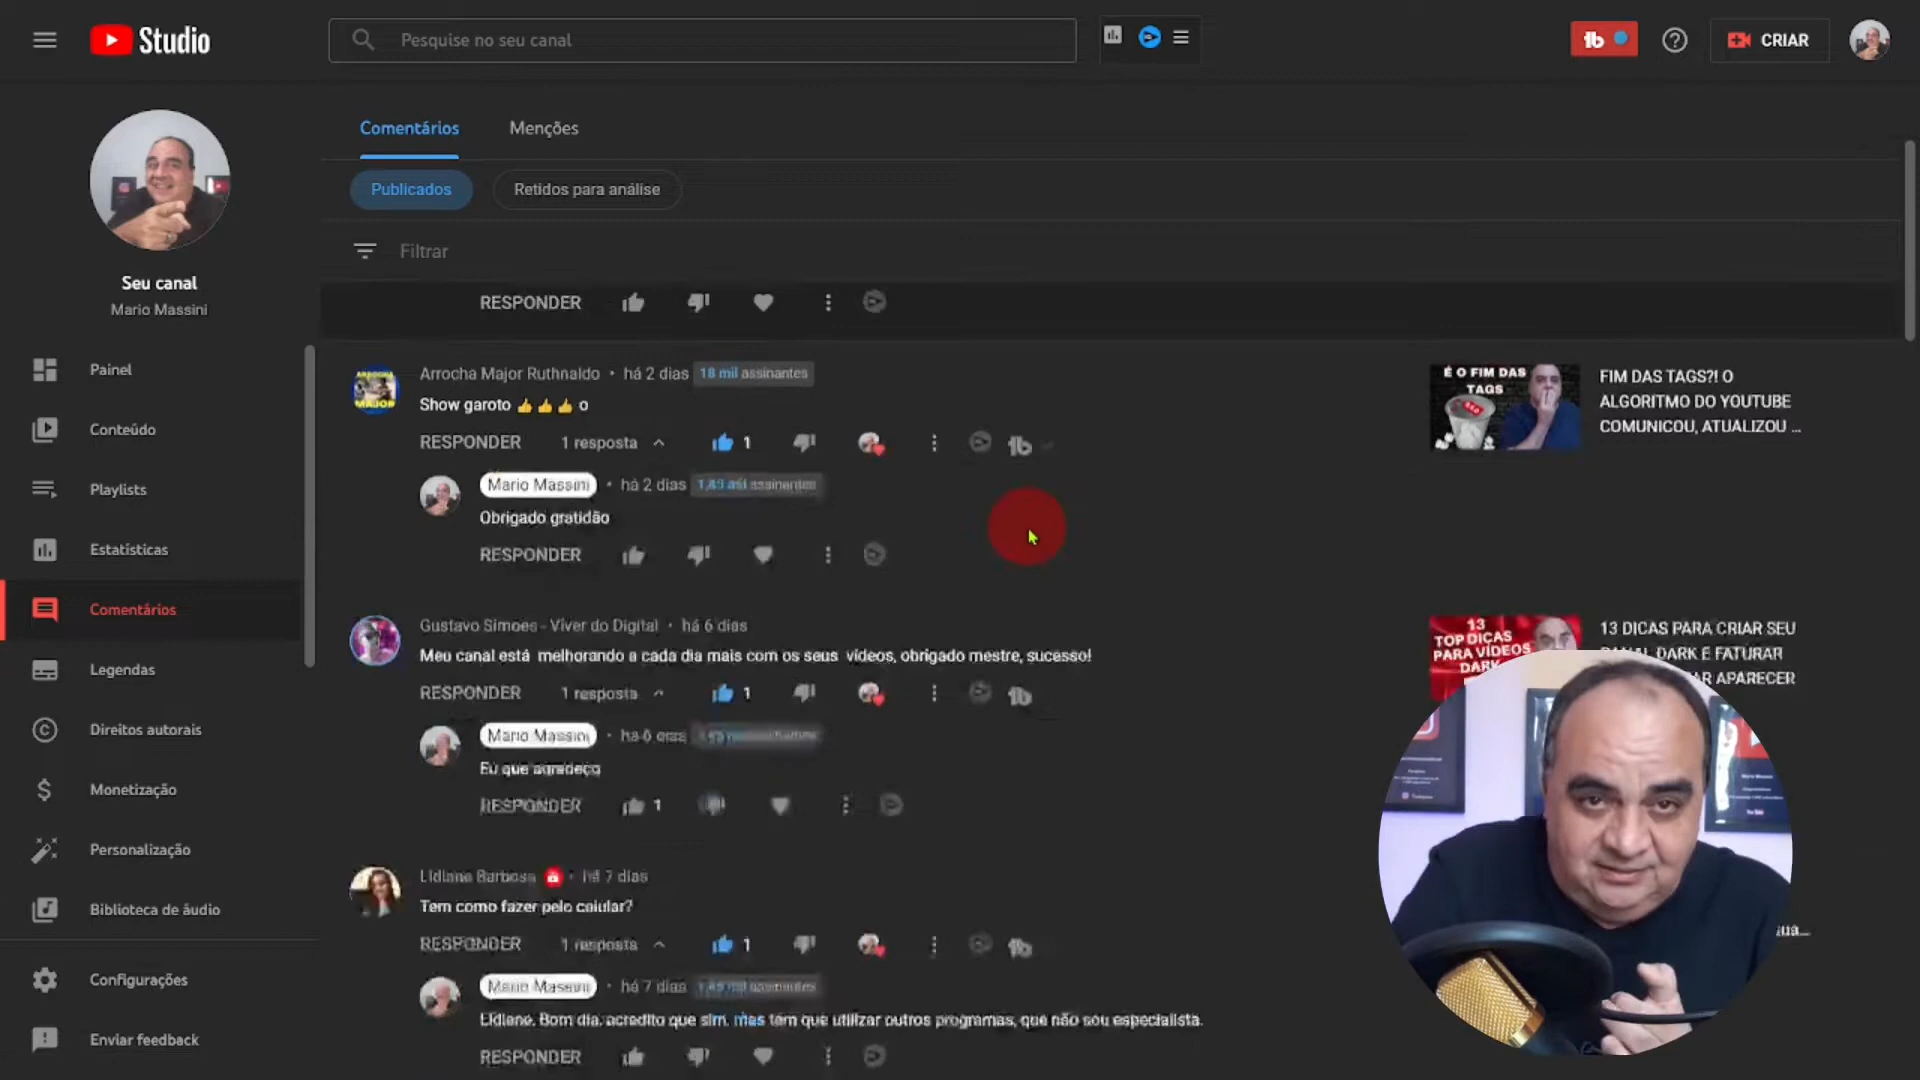 Studio
Pesquise no seu canal
CRIAR
Seu canal
Mario Massini
Painel
Conteúdo
Playlists
Estatísticas
Comentários
Legendas
Direitos autorais
Monetização
Personalização
Biblioteca de áudio
Configurações
Enviar feedback
Comentários
Menções
Publicados
Retidos para análise
Filtrar
RESPONDER
Arrocha Major Ruthnaldo • há 2 dias 18 mil assinantes
Show garoto 👍👍👍 o
RESPONDER 1 resposta 1
Mario Massini • há 2 dias assinantes
Obrigado gratidão
RESPONDER
É O FIM DAS
TAGS
FIM DAS TAGS?! O
ALGORITMO DO YOUTUBE
COMUNICOU, ATUALIZOU ...
Gustavo Simoes - Viver do Digital • há 6 dias
Meu canal está melhorando a cada dia mais com os seus vídeos, obrigado mestre, sucesso!
RESPONDER 1 resposta 1
Mario Massini • há 6 dias
Eu que agradeço
RESPONDER 1
13
TOP DICAS
PARA VÍDEOS
DARK
13 DICAS PARA CRIAR SEU
CANAL DARK E FATURAR
APARECER
Lidiane Barbosa • há 7 dias
Tem como fazer pelo celular?
RESPONDER 1 resposta 1
Mario Massini • há 7 dias assinantes
Lidiane, Bom dia, acredito que sim, mas tem que utilizar outros programas, que não sou especialista.
RESPONDER